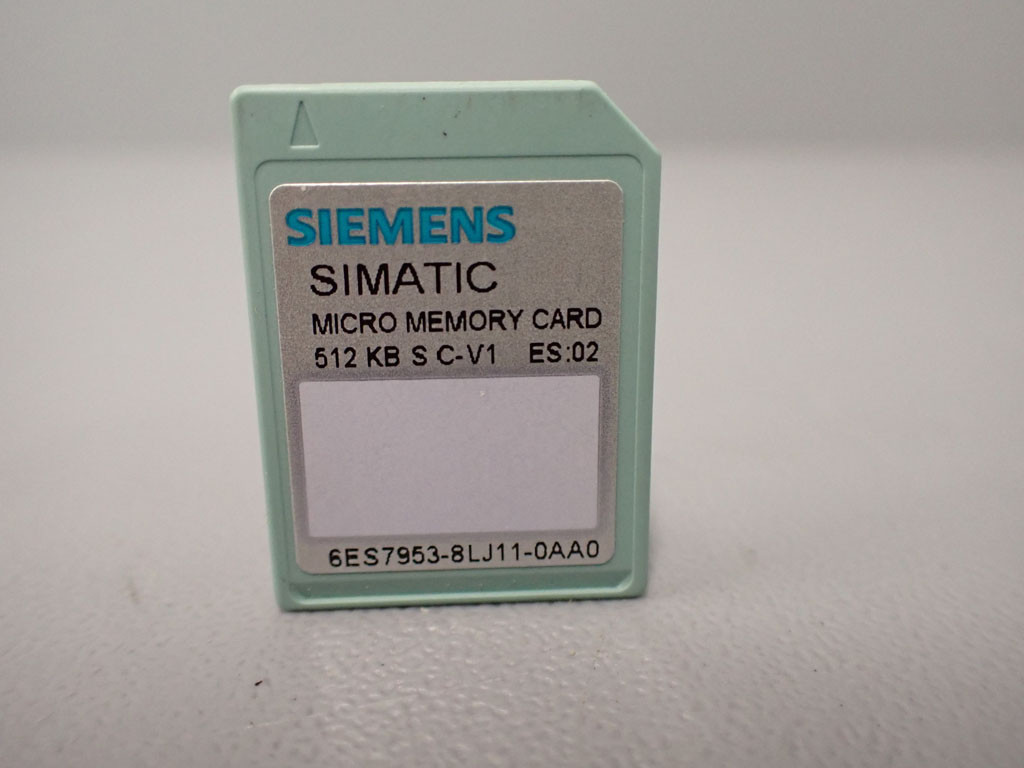 SIEMENS
SIMATIC
MICRO MEMORY CARD
512 KB S C-V1 ES:02
6ES7953-8LJ11-0AA0